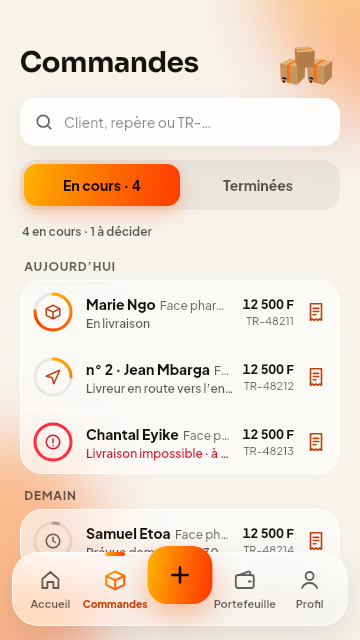 Commandes
Client, repère ou TR-…
En cours · 4
Terminées
4 en cours · 1 à décider
AUJOURD'HUI
Marie Ngo Face phar… 12 500 F
En livraison TR-48211
n° 2 · Jean Mbarga F… 12 500 F
Livreur en route vers l'en… TR-48212
Chantal Eyike Face p… 12 500 F
Livraison impossible · à … TR-48213
DEMAIN
Samuel Etoa Face ph… 12 500 F
TR-48214
Accueil
Commandes
Portefeuille
Profil